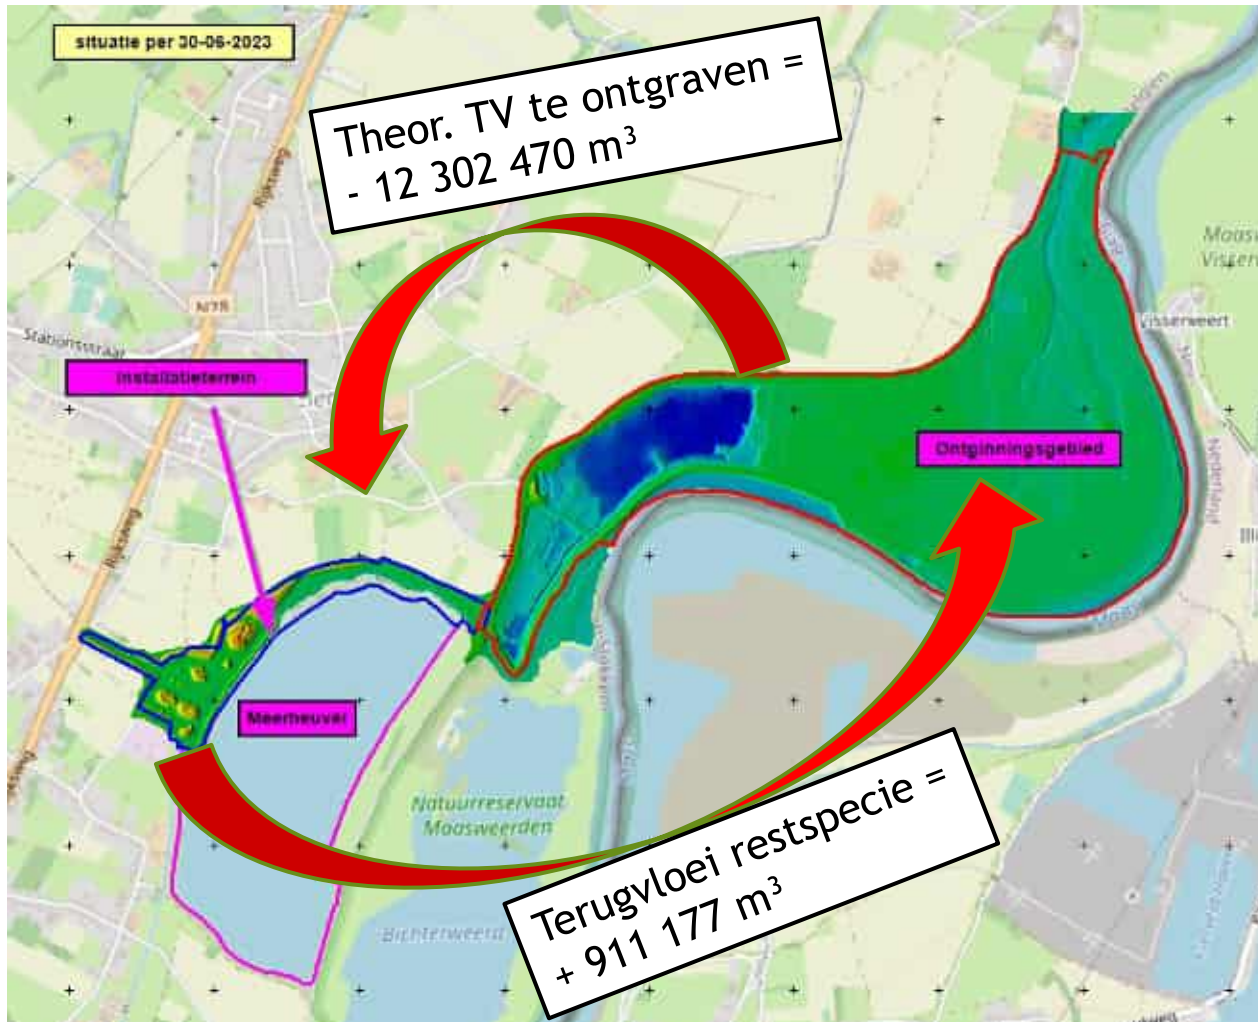 situatie per 30-06-2023
Theor. TV te ontgraven =
- 12 302 470 m³
Rijksweg
N78
Stationsstraat
Installatieterrein
Visserweert
Nederland
Ontginningsgebied
Rijksweg
Maas
Meerheuvel
Natuurreservaat
Maasweerden
Bichterweerd
Terugvloei restspecie =
+ 911 177 m³